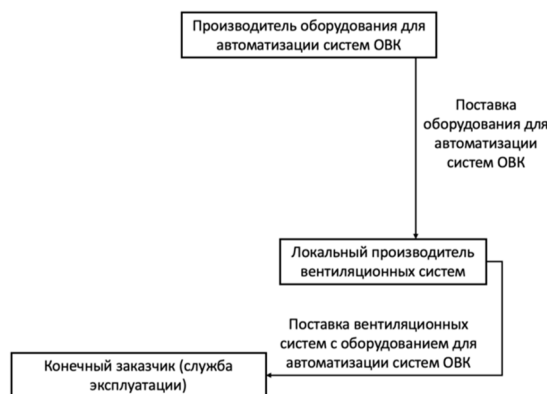 Производитель оборудования для
автоматизации систем ОВК
Поставка
оборудования для
автоматизации
систем ОВК
Локальный производитель
вентиляционных систем
Поставка вентиляционных
систем с оборудованием для
автоматизации систем ОВК
Конечный заказчик (служба
эксплуатации)